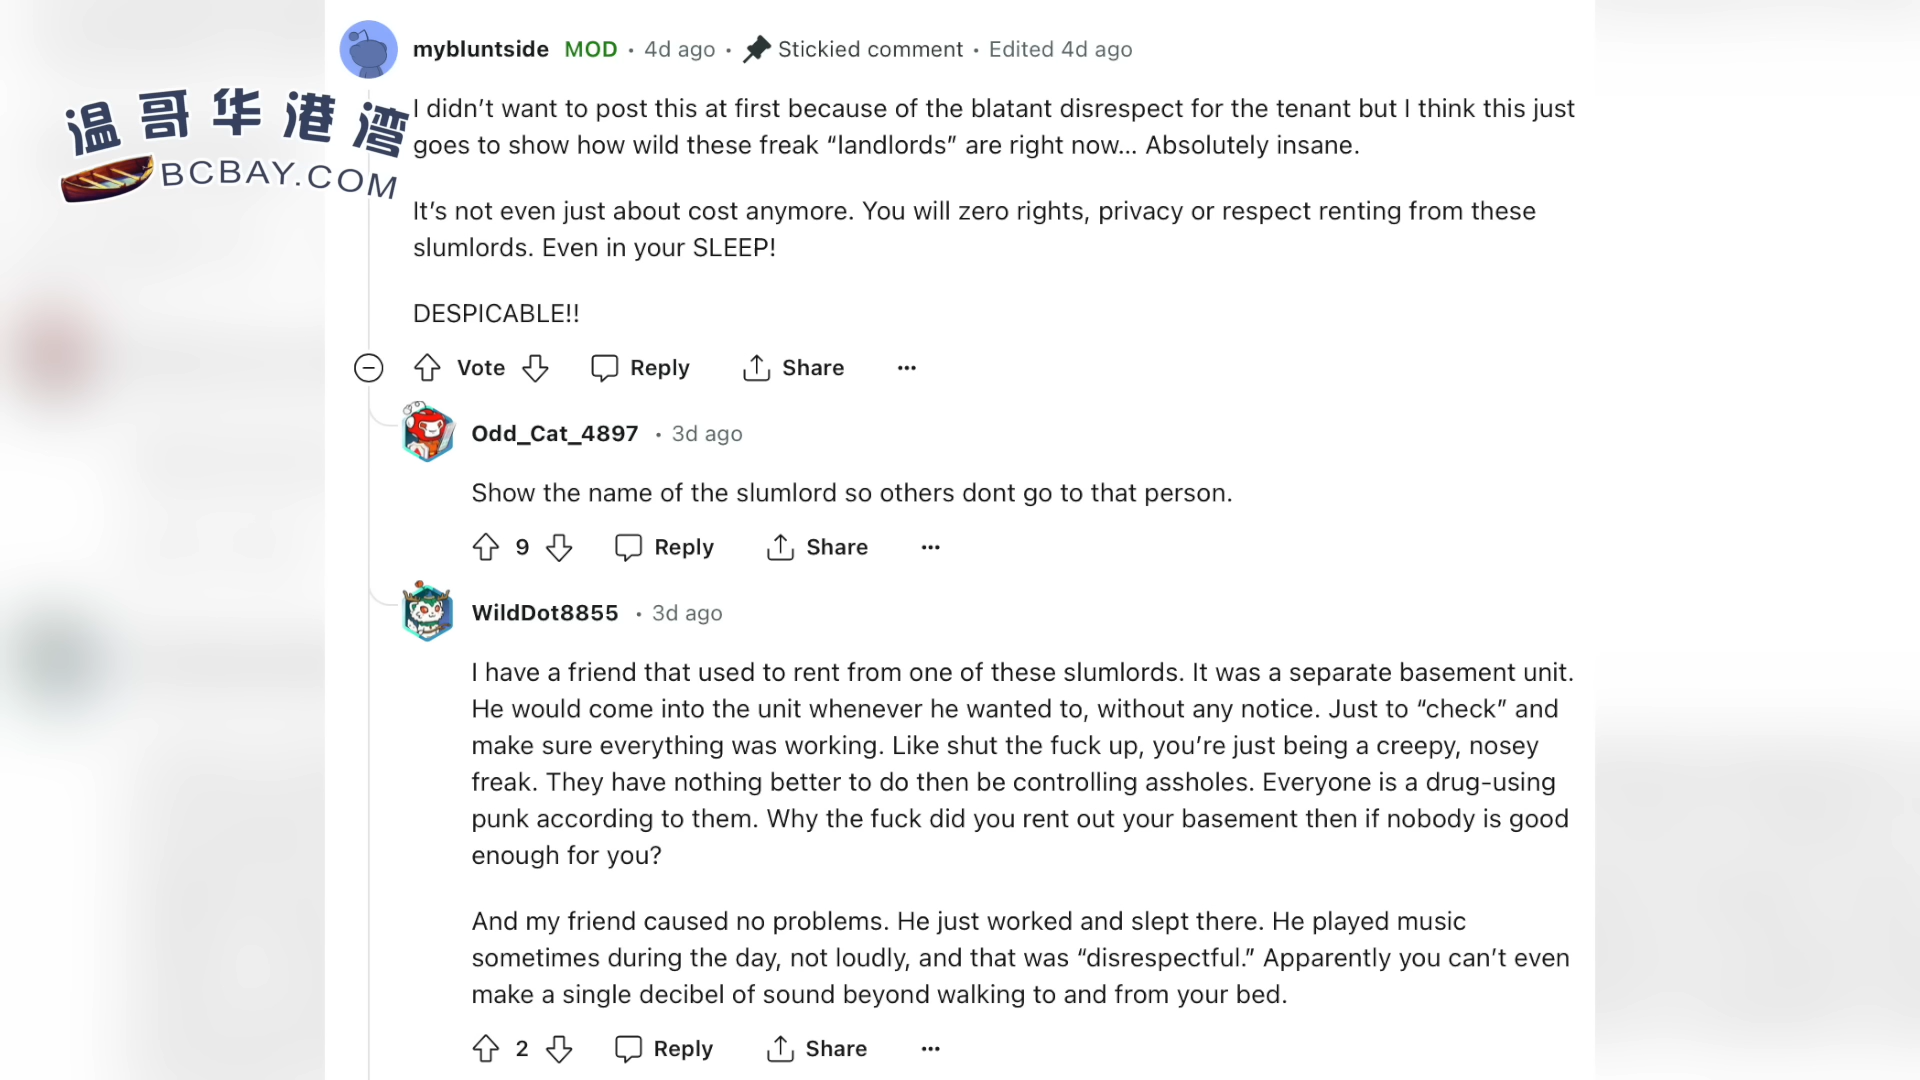 mybluntside MOD • 4d ago • Stickied comment • Edited 4d ago
温哥华港湾
BCBAY.COM
I didn’t want to post this at first because of the blatant disrespect for the tenant but I think this just
goes to show how wild these freak “landlords” are right now... Absolutely insane.
It’s not even just about cost anymore. You will zero rights, privacy or respect renting from these
slumlords. Even in your SLEEP!
DESPICABLE!!
Vote Reply Share ...
Odd_Cat_4897 • 3d ago
Show the name of the slumlord so others dont go to that person.
9 Reply Share ...
WildDot8855 • 3d ago
I have a friend that used to rent from one of these slumlords. It was a separate basement unit.
He would come into the unit whenever he wanted to, without any notice. Just to “check” and
make sure everything was working. Like shut the fuck up, you’re just being a creepy, nosey
freak. They have nothing better to do then be controlling assholes. Everyone is a drug-using
punk according to them. Why the fuck did you rent out your basement then if nobody is good
enough for you?
And my friend caused no problems. He just worked and slept there. He played music
sometimes during the day, not loudly, and that was “disrespectful.” Apparently you can’t even
make a single decibel of sound beyond walking to and from your bed.
2 Reply Share ...